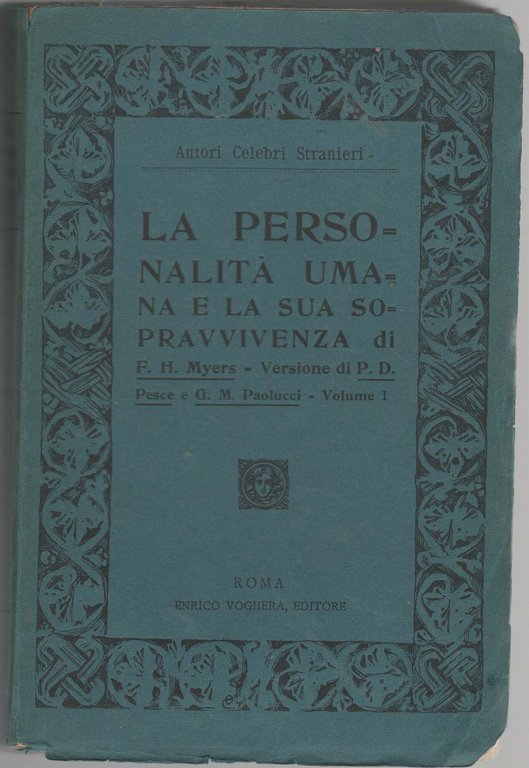 Autori Celebri Stranieri -
LA PERSO=
NALITÀ UMA=
NA E LA SUA SO=
PRAVVIVENZA di
F. H. Myers - Versione di P. D.
Pesce e G. M. Paolucci - Volume I
ROMA
ENRICO VOGHERA, EDITORE